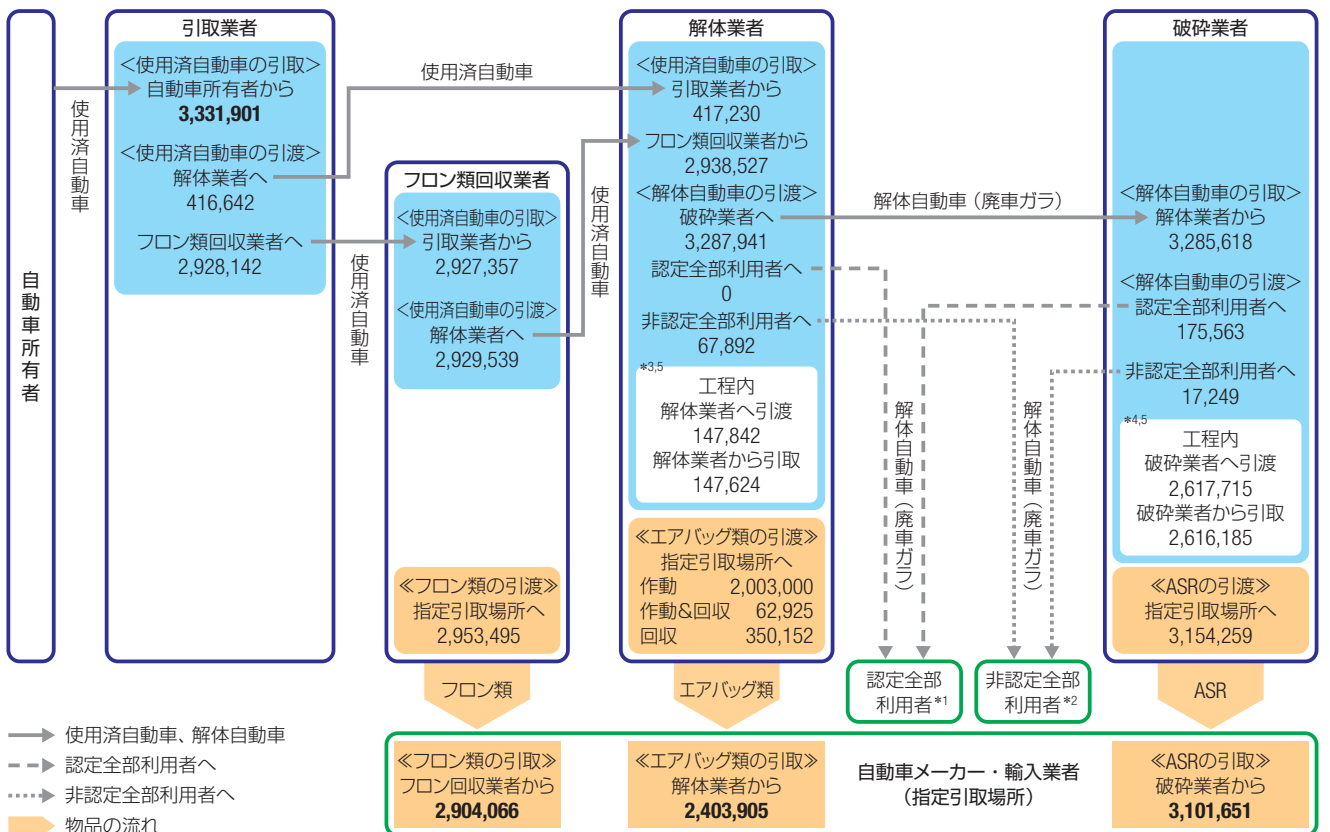 自動車所有者
使用済自動車
引取業者
<使用済自動車の引取>
自動車所有者から
3,331,901
<使用済自動車の引渡>
解体業者へ
416,642
フロン類回収業者へ
2,928,142
使用済自動車
使用済自動車
フロン類回収業者
<使用済自動車の引取>
引取業者から
2,927,357
<使用済自動車の引渡>
解体業者へ
2,929,539
≪フロン類の引渡≫
指定引取場所へ
2,953,495
使用済自動車
解体業者
<使用済自動車の引取>
引取業者から
417,230
フロン類回収業者から
2,938,527
<解体自動車の引渡>
破砕業者へ
3,287,941
認定全部利用者へ
0
非認定全部利用者へ
67,892
*3,5
工程内
解体業者へ引渡
147,842
解体業者から引取
147,624
≪エアバッグ類の引渡≫
指定引取場所へ
作動 2,003,000
作動&回収 62,925
回収 350,152
解体自動車（廃車ガラ）
解体自動車（廃車ガラ）
解体自動車（廃車ガラ）
破砕業者
<解体自動車の引取>
解体業者から
3,285,618
<解体自動車の引渡>
認定全部利用者へ
175,563
非認定全部利用者へ
17,249
*4,5
工程内
破砕業者へ引渡
2,617,715
破砕業者から引取
2,616,185
≪ASRの引渡≫
指定引取場所へ
3,154,259
フロン類
エアバッグ類
認定全部
利用者*1
非認定全部
利用者*2
ASR
使用済自動車、解体自動車
認定全部利用者へ
非認定全部利用者へ
物品の流れ
≪フロン類の引取≫
フロン回収業者から
2,904,066
≪エアバッグ類の引取≫
解体業者から
2,403,905
自動車メーカー・輸入業者
（指定引取場所）
≪ASRの引取≫
破砕業者から
3,101,651